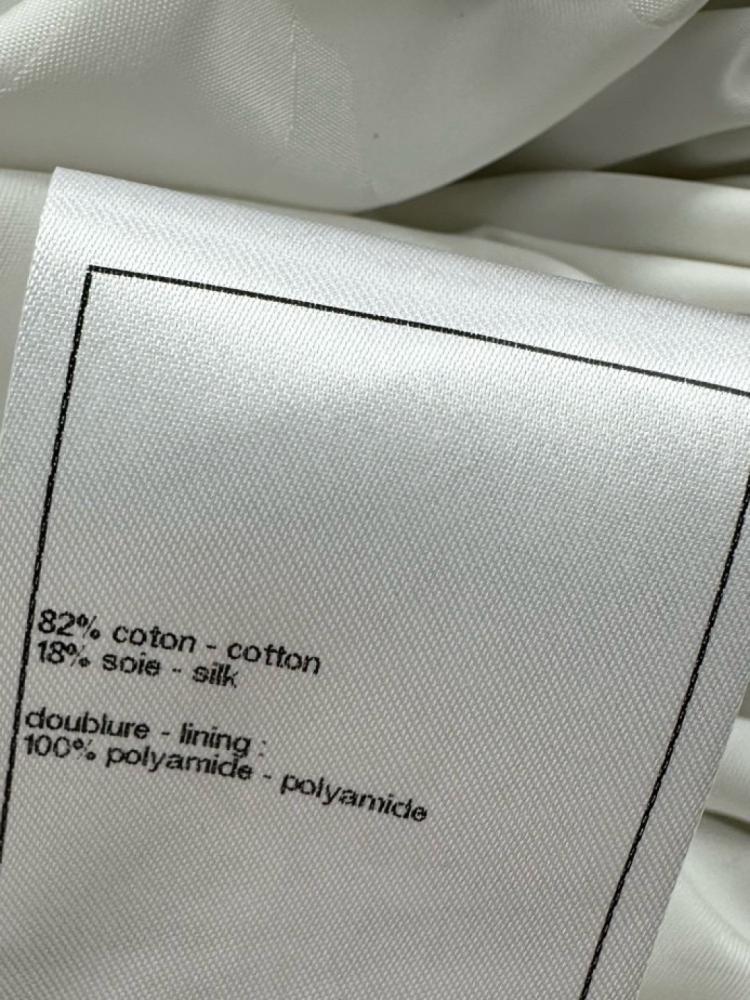 82% coton - cotton
18% soie - silk
doublure - lining :
100% polyamide - polyamide